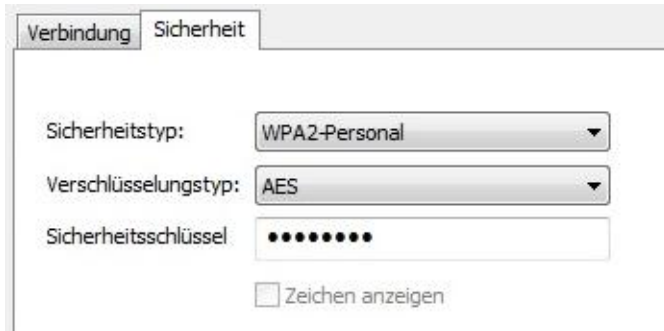 Verbindung Sicherheit
Sicherheitstyp: WPA2-Personal
Verschlüsselungstyp: AES
Sicherheitsschlüssel ●●●●●●●●
Zeichen anzeigen